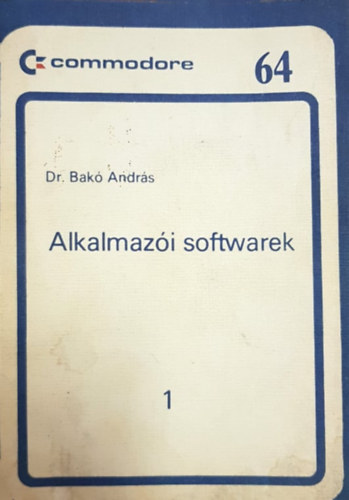 commodore 64
Dr. Bakó András
Alkalmazói softwarek
1